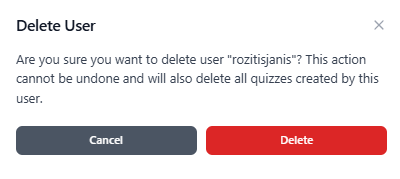 Delete User
Are you sure you want to delete user "rozitisjanis"? This action
cannot be undone and will also delete all quizzes created by this
user.
Cancel
Delete